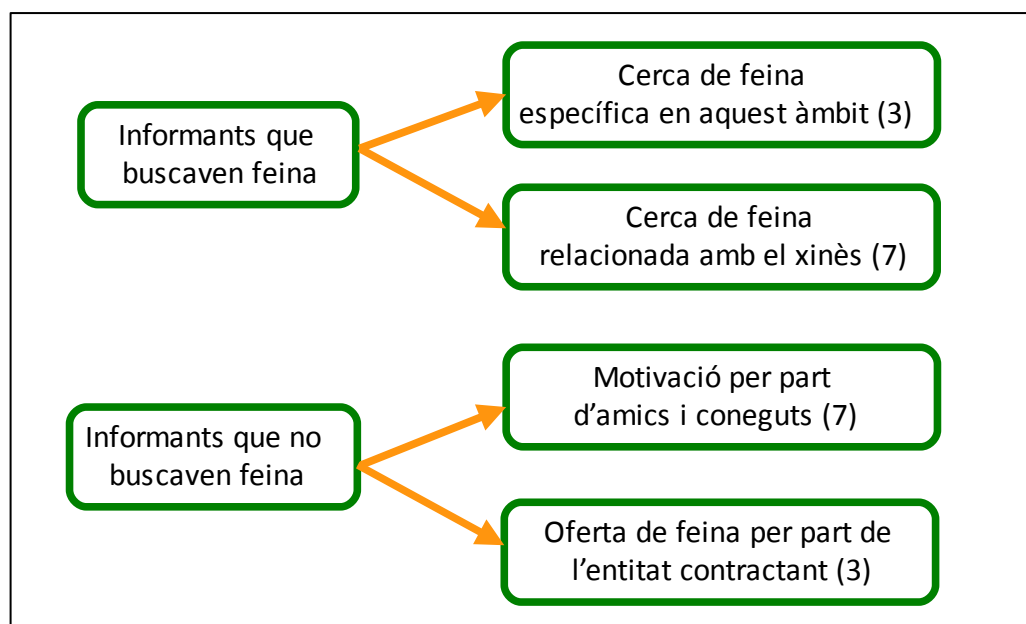 Informants que
buscaven feina
Cerca de feina
específica en aquest àmbit (3)
Cerca de feina
relacionada amb el xinès (7)
Informants que no
buscaven feina
Motivació per part
d’amics i coneguts (7)
Oferta de feina per part de
l’entitat contractant (3)